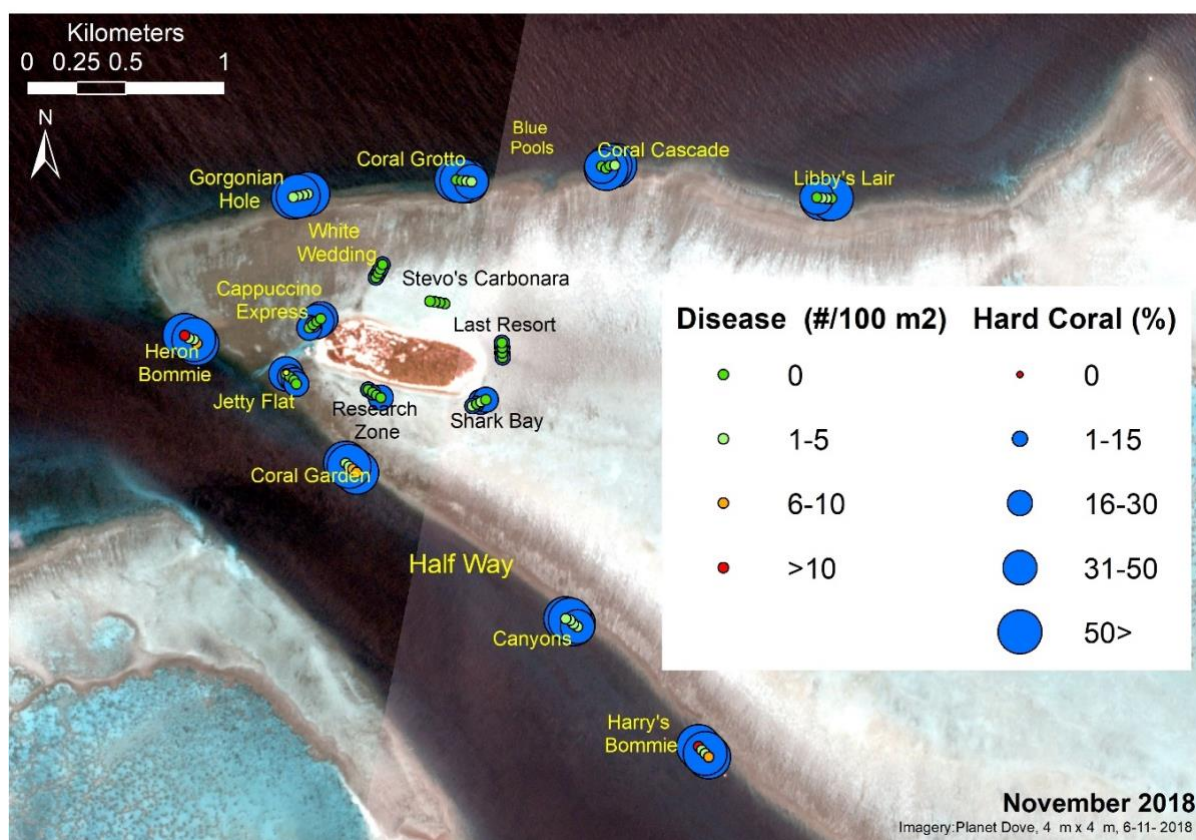 Kilometers
0 0.25 0.5 1
N
Blue
Pools
Coral Grotto
Coral Cascade
Gorgonian
Hole
Libby's Lair
White
Wedding
Stevo's Carbonara
Cappuccino
Express
Last Resort
Heron
Bommie
Jetty Flat
Research
Zone
Shark Bay
Coral Garden
Half Way
Canyons
Harry's
Bommie
Disease (#/100 m2) Hard Coral (%)
0 0
1-5 1-15
6-10 16-30
>10 31-50
50>
November 2018
Imagery:Planet Dove, 4 m x 4 m, 6-11- 2018